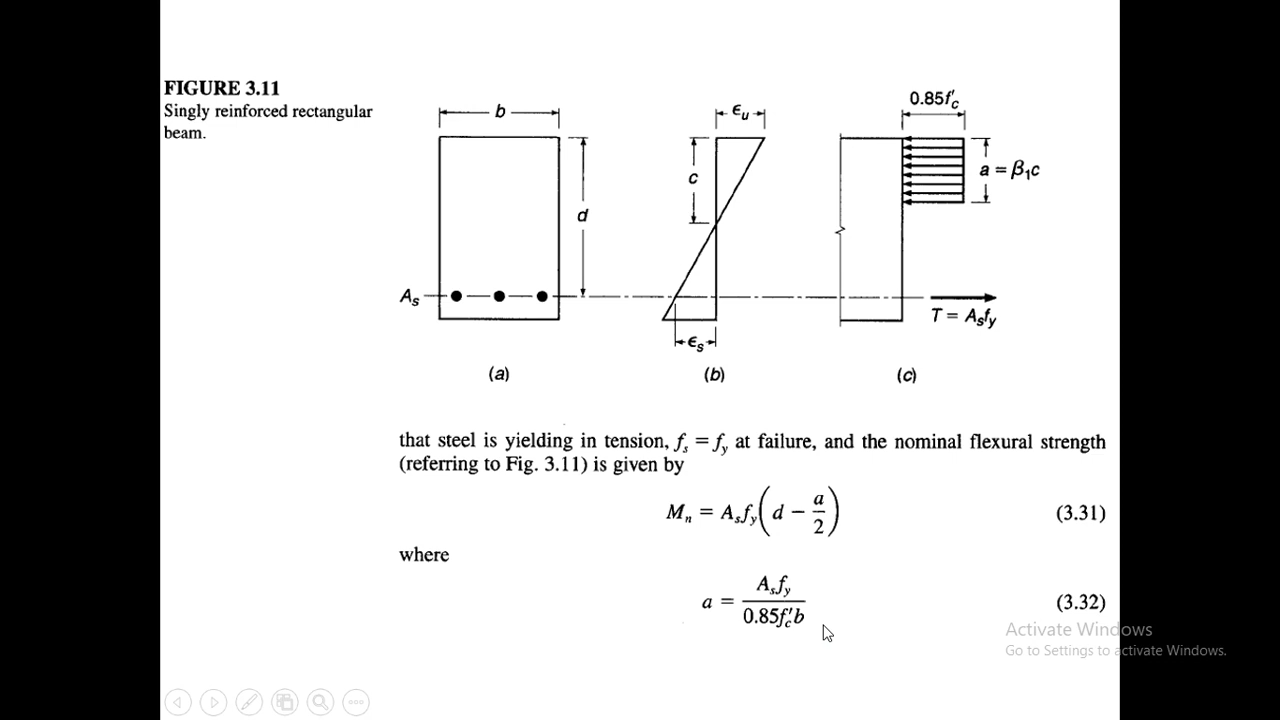 FIGURE 3.11
Singly reinforced rectangular
beam.
b
d
Aₛ
(a)
ϵᵤ
c
ϵₛ
(b)
0.85f′c
a = β₁c
T = Aₛfy
(c)
that steel is yielding in tension, fₛ = fy at failure, and the nominal flexural strength
(referring to Fig. 3.11) is given by
Mₙ = Aₛfy(d − a/2) (3.31)
where
a = Aₛfy / 0.85f′c b (3.32)
Activate Windows
Go to Settings to activate Windows.